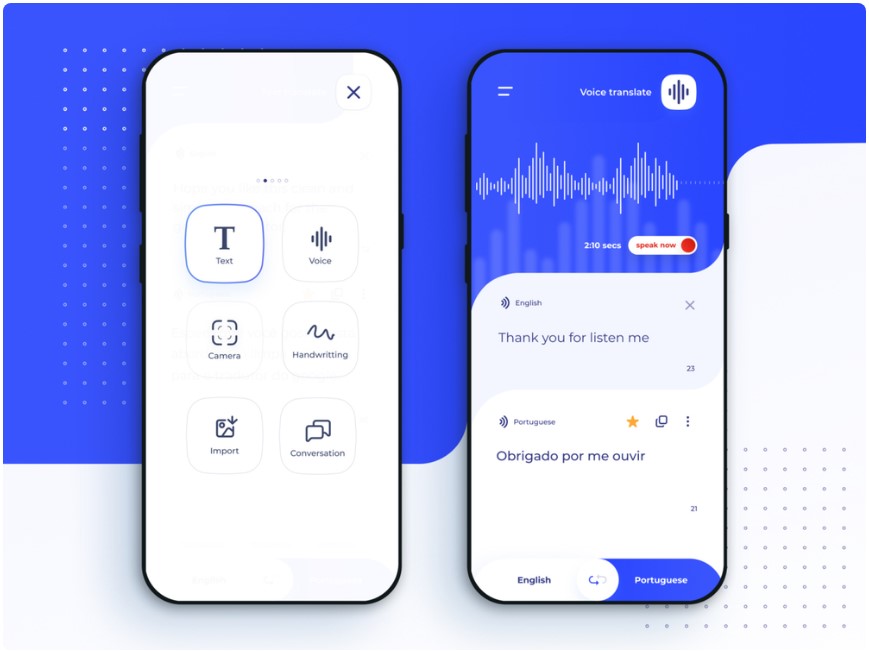 Text
Voice
Camera
Handwritting
Import
Conversation
Voice translate
2:10 secs
speak now
English
Thank you for listen me
23
Portuguese
Obrigado por me ouvir
21
English
Portuguese